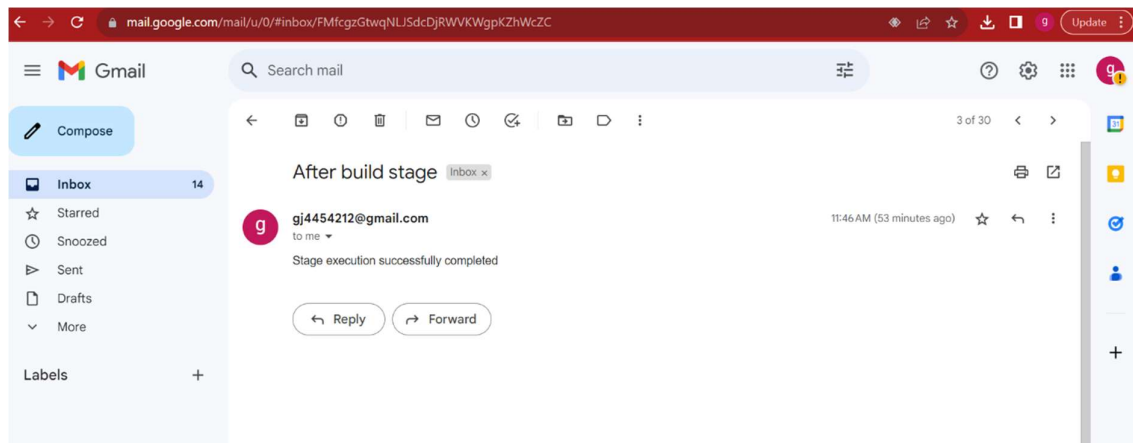 mail.google.com/mail/u/0/#inbox/FMfcgzGtwqNLJSdcDjRWVKWgpKZhWcZC
g
Update
Gmail
Search mail
g
Compose
3 of 30
31
After build stage Inbox x
Inbox 14
Starred
gj4454212@gmail.com 11:46 AM (53 minutes ago)
g
to me
Snoozed
Stage execution successfully completed
Sent
Drafts
Reply Forward
More
Labels +